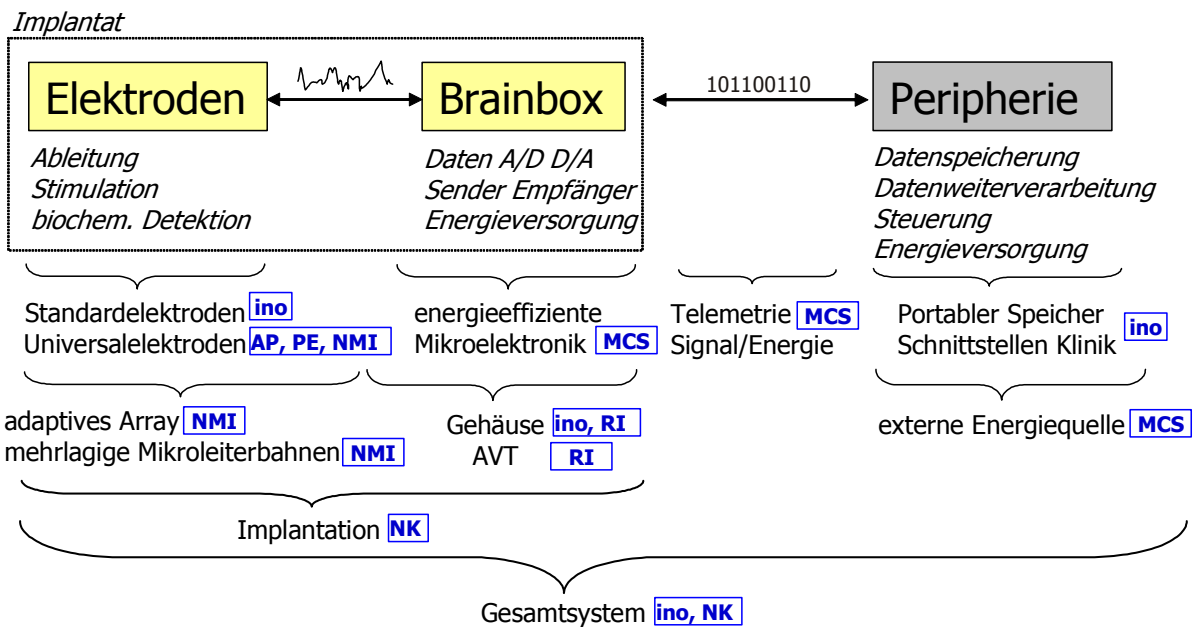 Implantat
Elektroden
Brainbox
101100110
Peripherie
Ableitung
Stimulation
biochem. Detektion
Daten A/D D/A
Sender Empfänger
Energieversorgung
Datenspeicherung
Datenweiterverarbeitung
Steuerung
Energieversorgung
Standardelektroden ino
Universalelektroden AP, PE, NMI
energieeffiziente
Mikroelektronik MCS
Telemetrie MCS
Signal/Energie
Portabler Speicher
Schnittstellen Klinik
ino
adaptives Array NMI
mehrlagige Mikroleiterbahnen NMI
Gehäuse ino, RI
AVT RI
externe Energiequelle MCS
Implantation NK
Gesamtsystem ino, NK